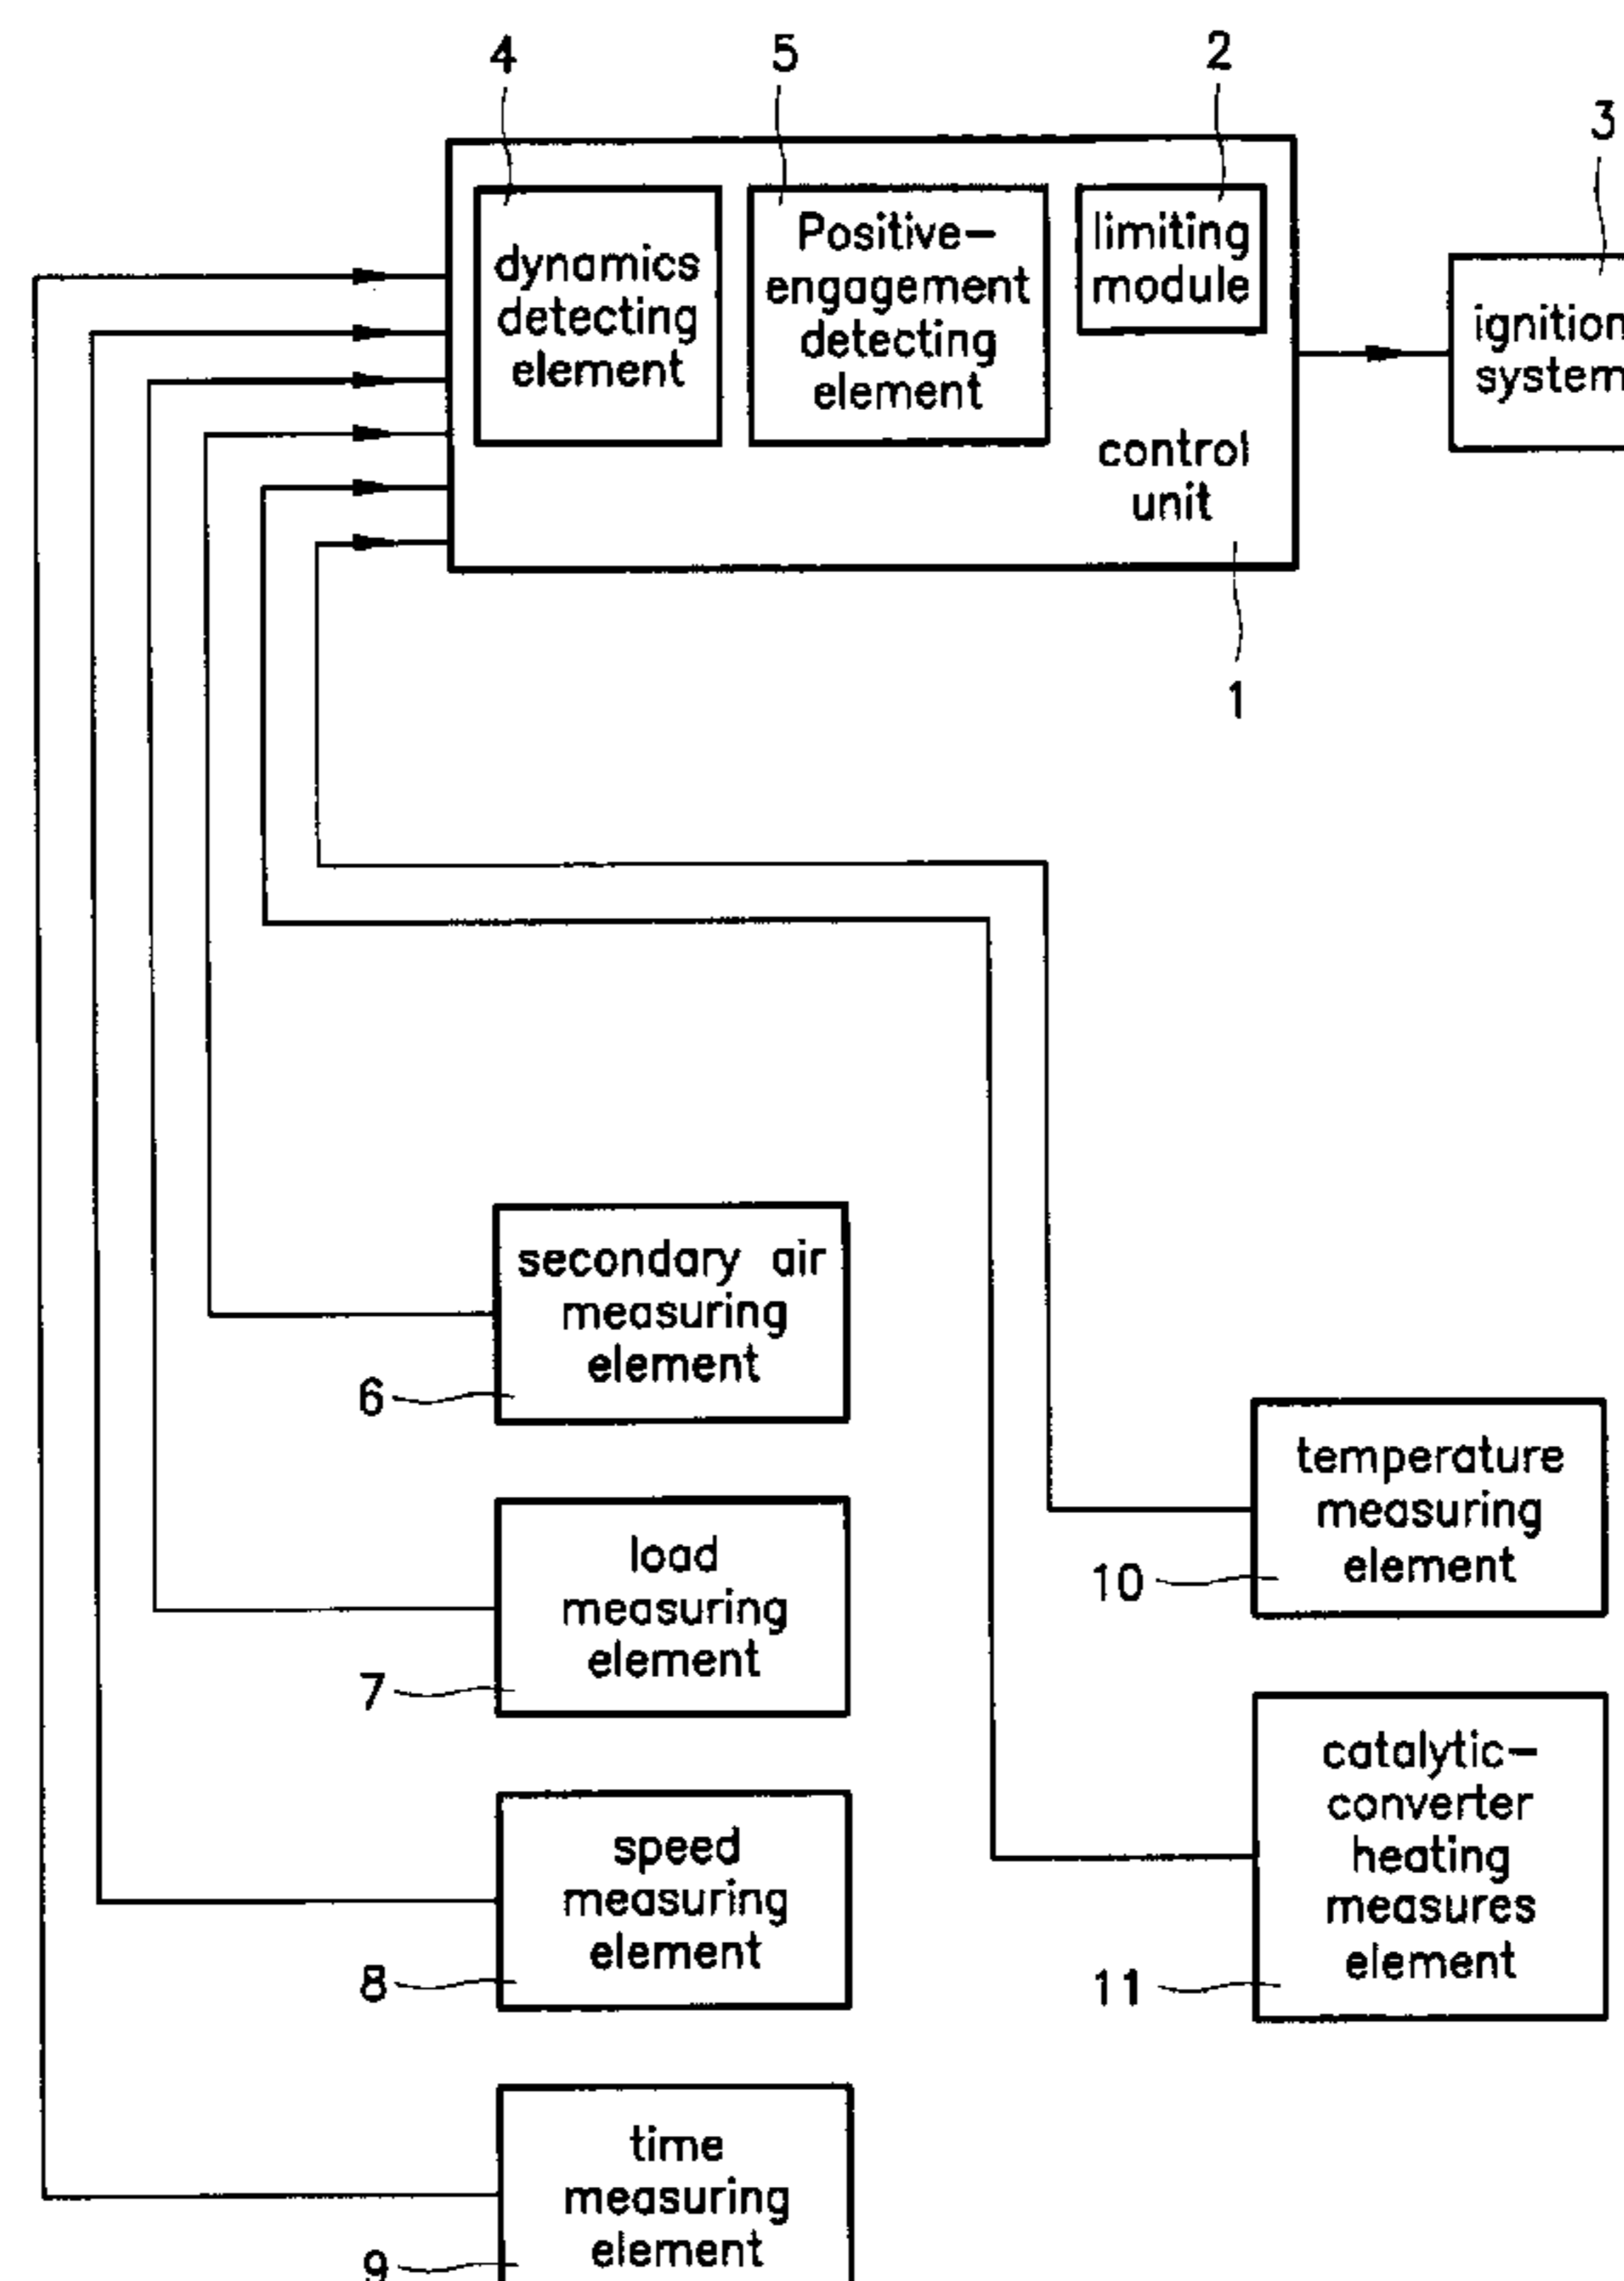 4
5
2
3
dynamics
detecting
element
Positive-
engagement
detecting
element
limiting
module
control
unit
ignition
system
1
secondary air
measuring
element
6
load
measuring
element
7
speed
measuring
element
8
time
measuring
element
9
temperature
measuring
element
10
catalytic-
converter
heating
measures
element
11